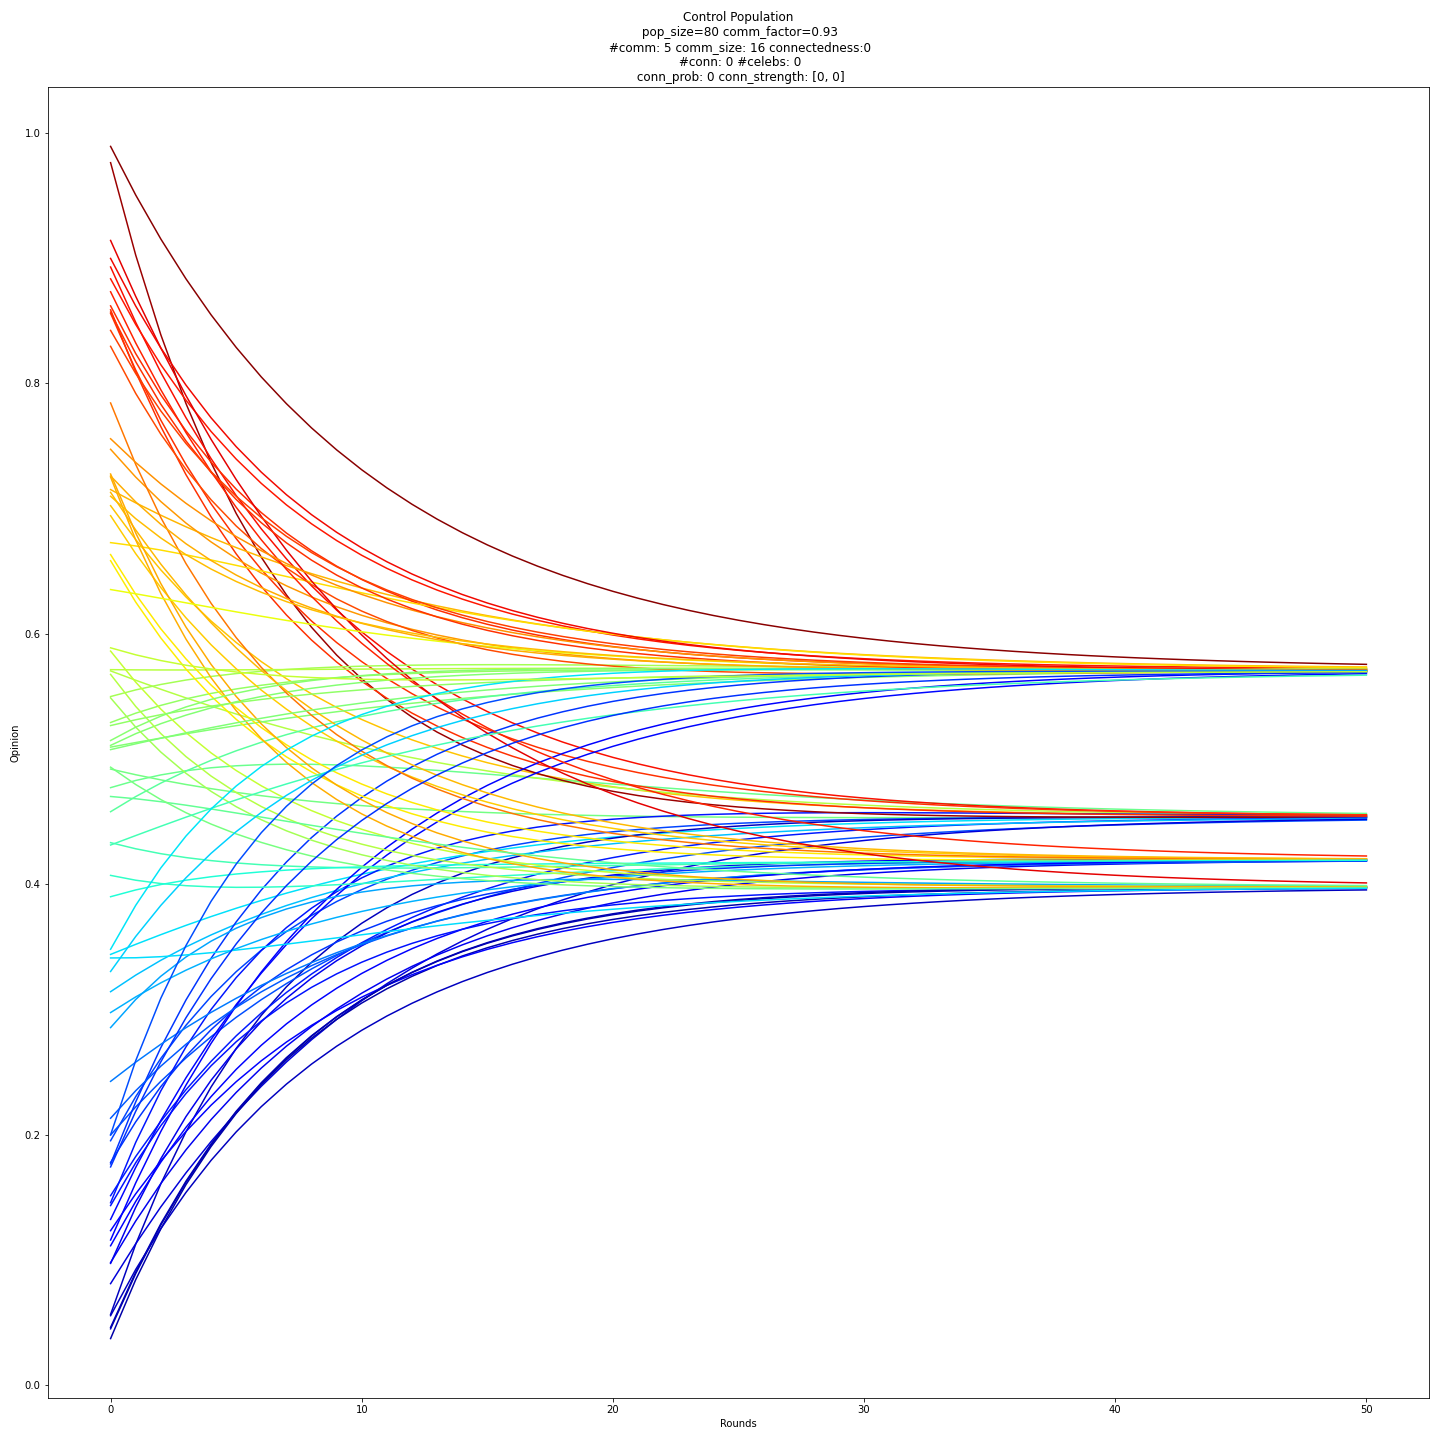 Control Population
pop_size=80 comm_factor=0.93
#comm: 5 comm_size: 16 connectedness:0
#conn: 0 #celebs: 0
conn_prob: 0 conn_strength: [0, 0]
1.0
0.8
0.6
Opinion
0.4
0.2
0.0
0 10 20 30 40 50
Rounds